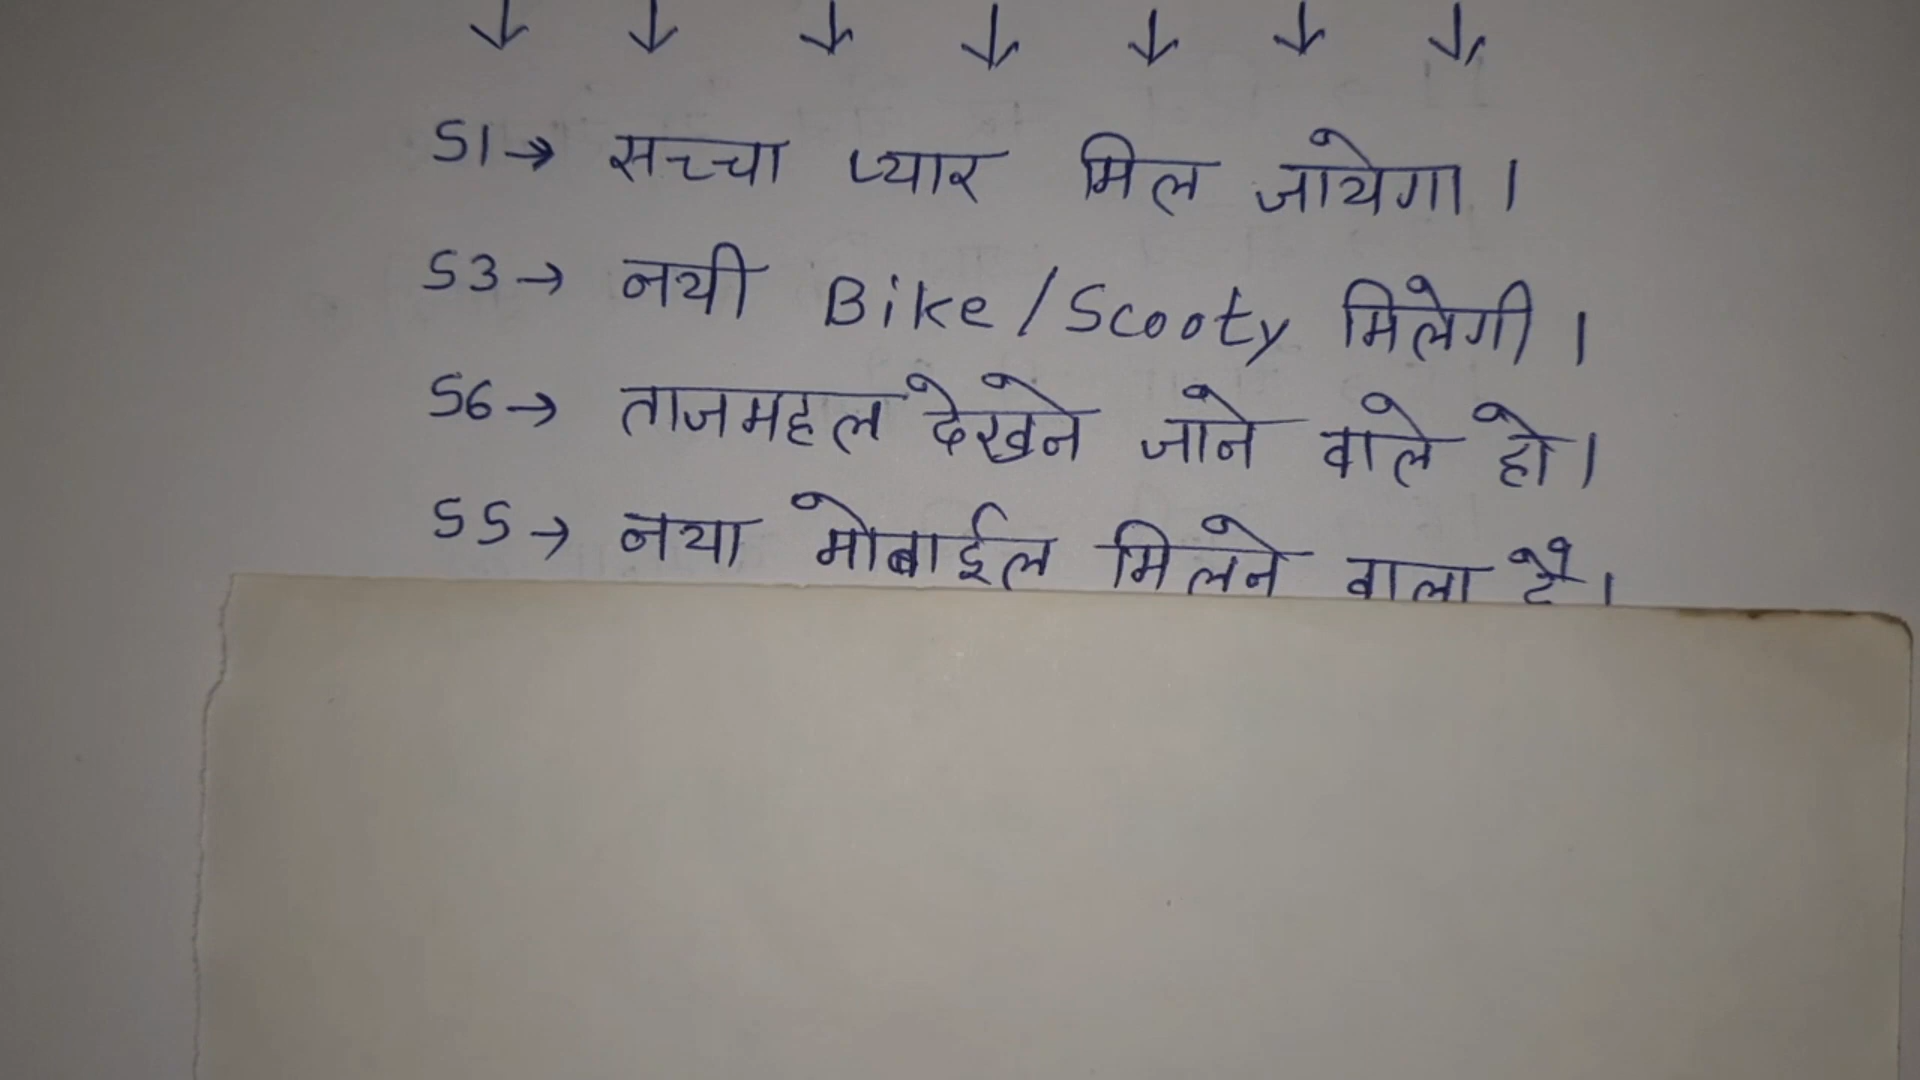 ↓ ↓ ↓ ↓ ↓ ↓ ↓
S1→ सच्चा प्यार मिल जायेगा।
S3→ नयी Bike/Scooty मिलेगी।
S6→ ताजमहल देखने जाने वाले हो।
S5→ नया मोबाईल मिलने वाला है।